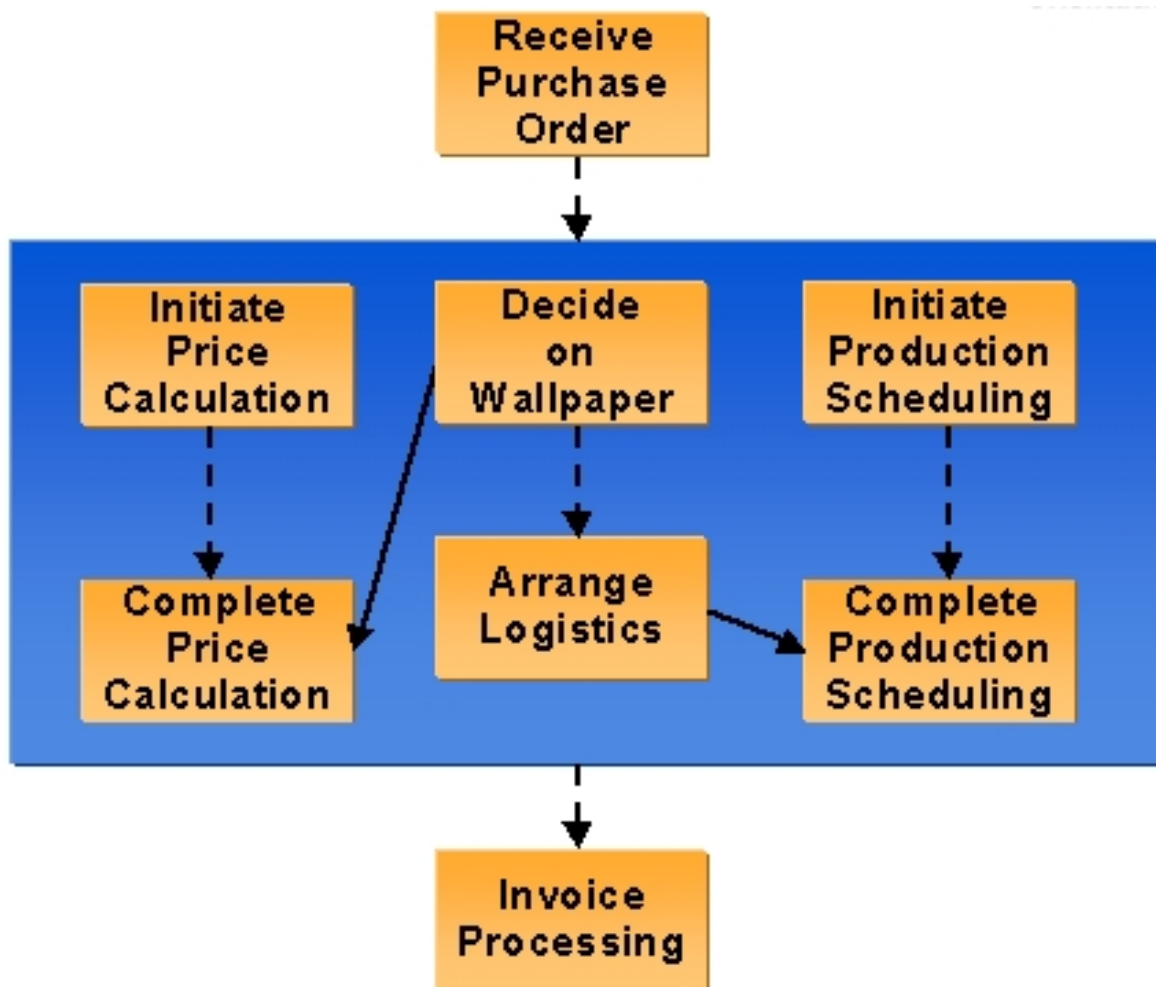 Receive
Purchase
Order
Initiate
Price
Calculation
Decide
on
Wallpaper
Initiate
Production
Scheduling
Complete
Price
Calculation
Arrange
Logistics
Complete
Production
Scheduling
Invoice
Processing